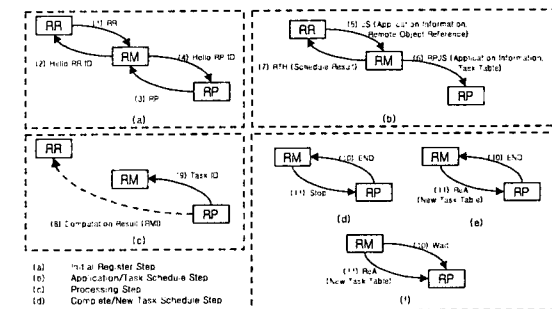 RR
(1) RR
(2) Hello RR ID
RM
(4) Hello RP ID
(3) RP
RP
(a)
RR
(5) JS (Application Information,
Remote Object Reference)
(7) RTH (Schedule Result)
RM
(6) RPJS (Application Information,
Task Table)
RP
(b)
RR
RM
(9) Task ID
RP
(8) Computation Result (RMI)
(c)
RM
(10) END
(11) Stop
RP
(d)
RM
(10) END
(11) ReA
(New Task Table)
RP
(e)
RM
(10) Wait
(11) ReA
(New Task Table)
RP
(f)
(a) Initial Register Step
(b) Application/Task Schedule Step
(c) Processing Step
(d) Complete/New Task Schedule Step